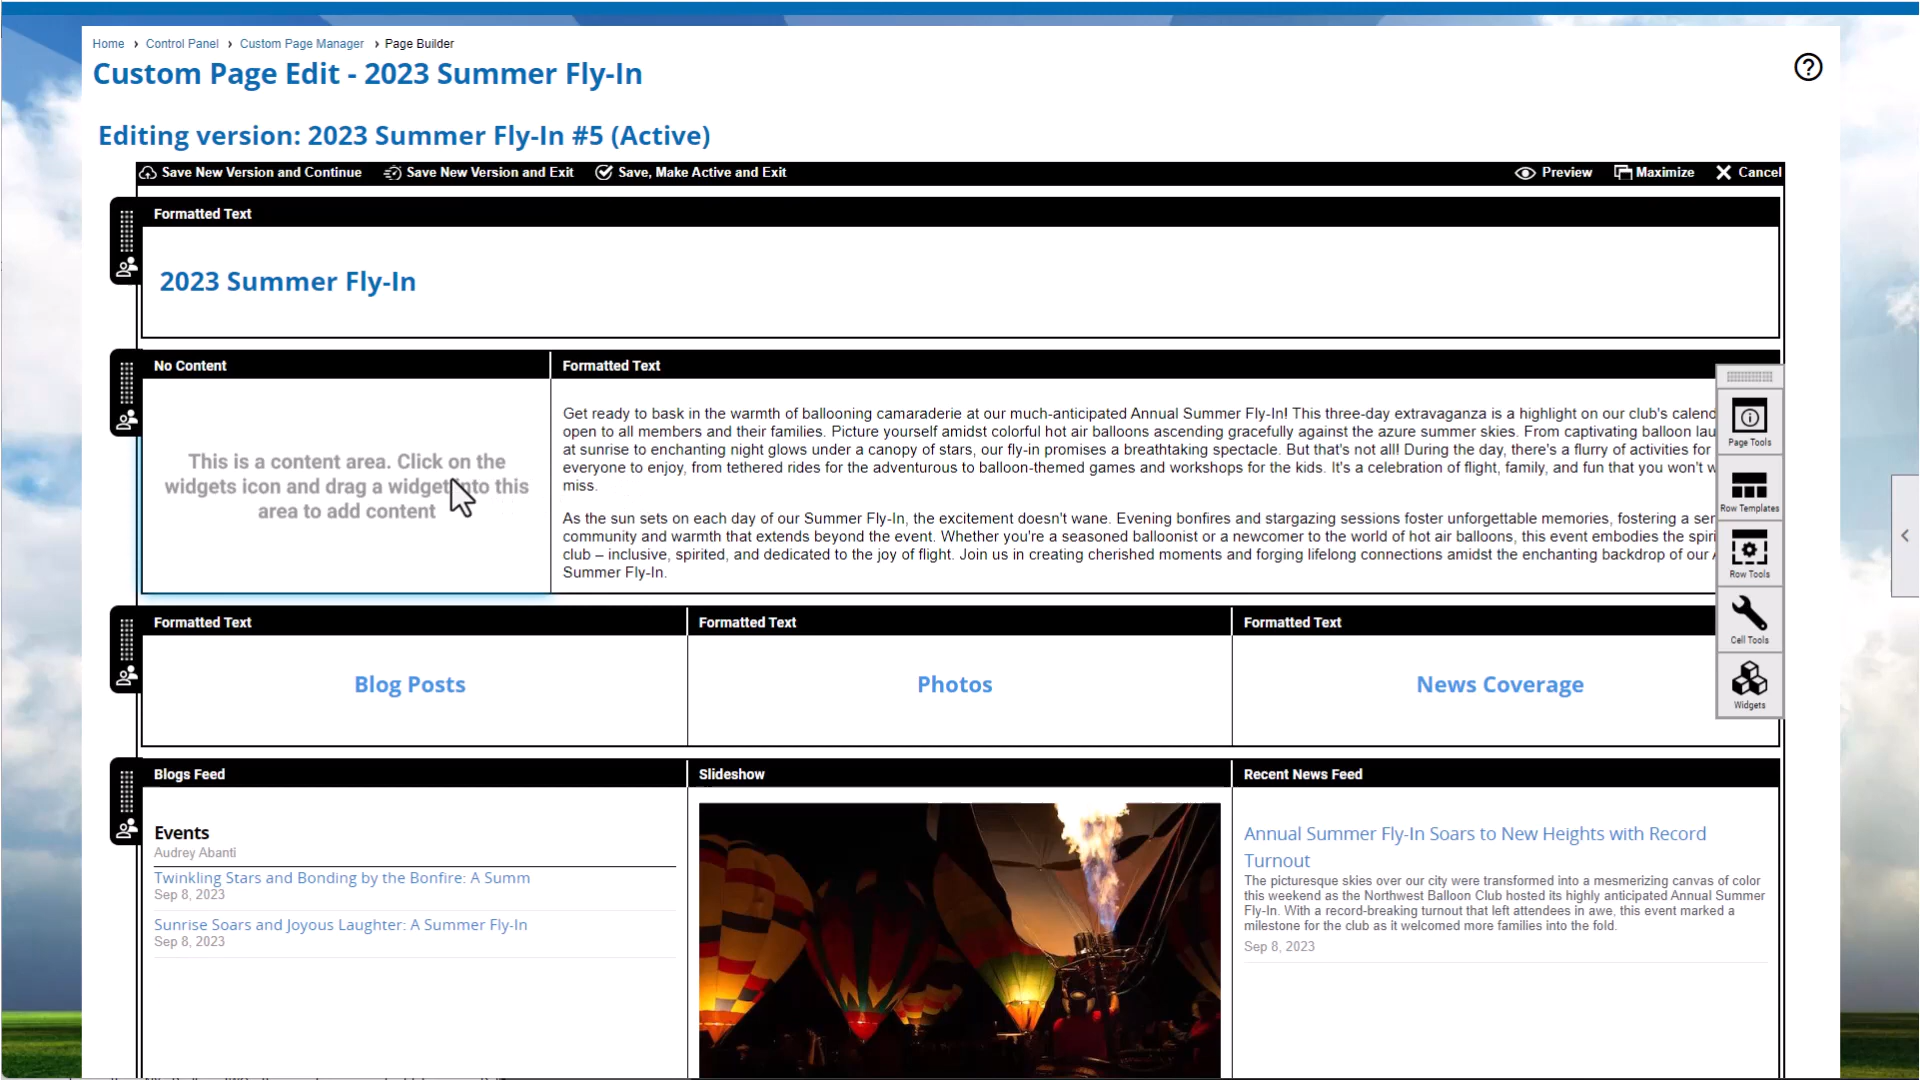 Home › Control Panel › Custom Page Manager › Page Builder
Custom Page Edit - 2023 Summer Fly-In
Editing version: 2023 Summer Fly-In #5 (Active)
Save New Version and Continue Save New Version and Exit Save, Make Active and Exit Preview Maximize Cancel
Formatted Text
2023 Summer Fly-In
No Content
This is a content area. Click on the
widgets icon and drag a widget into this
area to add content
Formatted Text
Get ready to bask in the warmth of ballooning camaraderie at our much-anticipated Annual Summer Fly-In! This three-day extravaganza is a highlight on our club's calend
open to all members and their families. Picture yourself amidst colorful hot air balloons ascending gracefully against the azure summer skies. From captivating balloon lau
at sunrise to enchanting night glows under a canopy of stars, our fly-in promises a breathtaking spectacle. But that's not all! During the day, there's a flurry of activities for
everyone to enjoy, from tethered rides for the adventurous to balloon-themed games and workshops for the kids. It's a celebration of flight, family, and fun that you won't w
miss.
As the sun sets on each day of our Summer Fly-In, the excitement doesn't wane. Evening bonfires and stargazing sessions foster unforgettable memories, fostering a ser
community and warmth that extends beyond the event. Whether you're a seasoned balloonist or a newcomer to the world of hot air balloons, this event embodies the spiri
club – inclusive, spirited, and dedicated to the joy of flight. Join us in creating cherished moments and forging lifelong connections amidst the enchanting backdrop of our
Summer Fly-In.
Page Tools
Row Templates
Row Tools
Cell Tools
Widgets
Formatted Text
Blog Posts
Formatted Text
Photos
Formatted Text
News Coverage
Blogs Feed
Events
Audrey Abanti
Twinkling Stars and Bonding by the Bonfire: A Summ
Sep 8, 2023
Sunrise Soars and Joyous Laughter: A Summer Fly-In
Sep 8, 2023
Slideshow
Recent News Feed
Annual Summer Fly-In Soars to New Heights with Record
Turnout
The picturesque skies over our city were transformed into a mesmerizing canvas of color
this weekend as the Northwest Balloon Club hosted its highly anticipated Annual Summer
Fly-In. With a record-breaking turnout that left attendees in awe, this event marked a
milestone for the club as it welcomed more families into the fold.
Sep 8, 2023